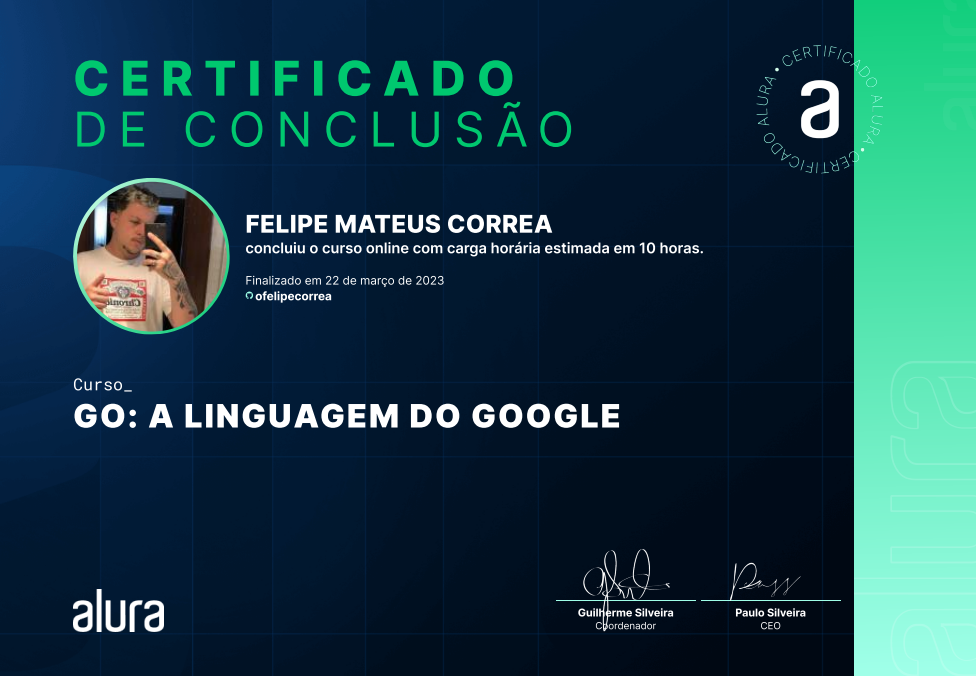 CERTIFICADO
DE CONCLUSÃO
CERTIFICADO ALURA • CERTIFICADO ALURA •
a
FELIPE MATEUS CORREA
concluiu o curso online com carga horária estimada em 10 horas.
Finalizado em 22 de março de 2023
ofelipecorrea
Curso_
GO: A LINGUAGEM DO GOOGLE
alura
Guilherme Silveira
Coordenador
Paulo Silveira
CEO
alura